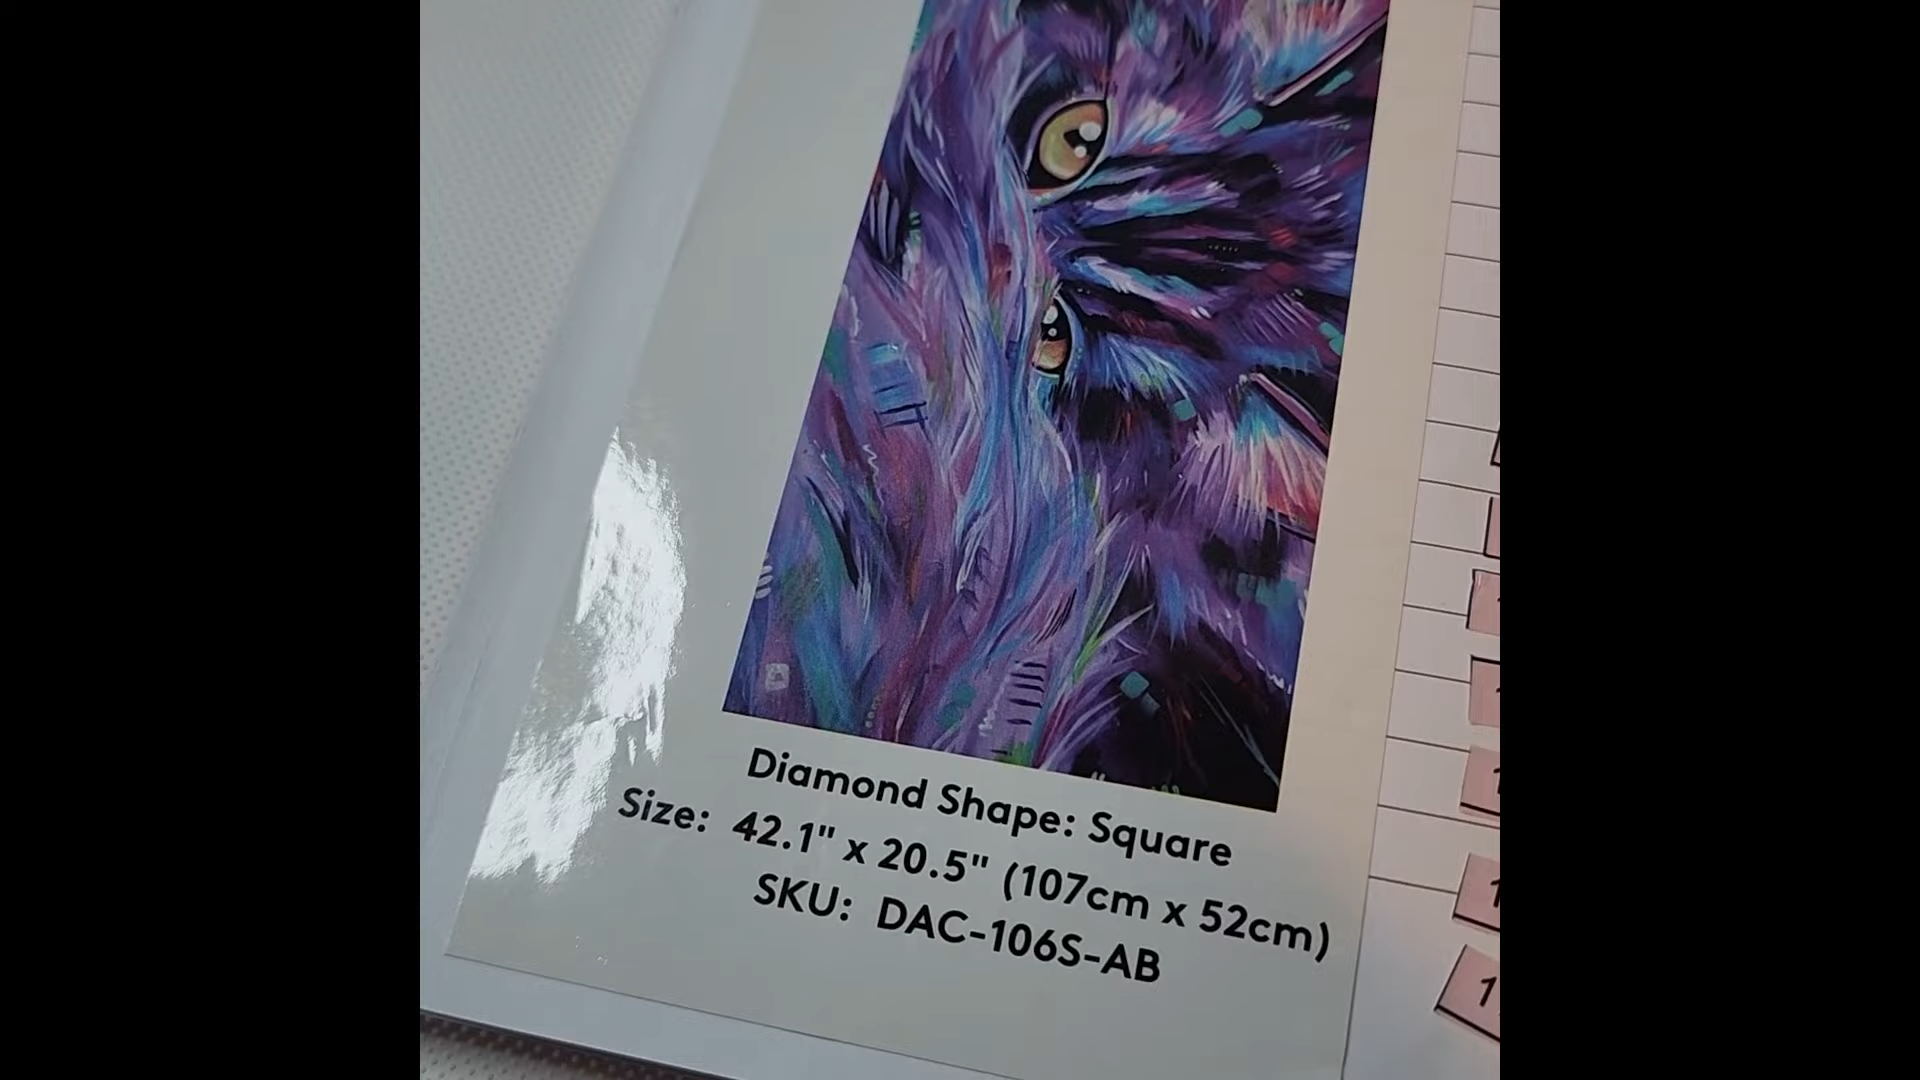 Diamond Shape: Square
Size: 42.1" x 20.5" (107cm x 52cm)
SKU: DAC-106S-AB